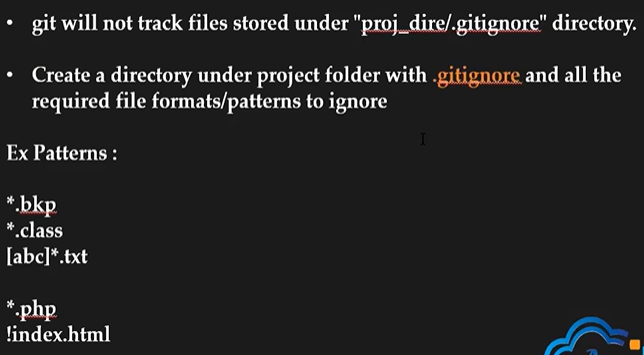 • git will not track files stored under "proj_dire/.gitignore" directory.
• Create a directory under project folder with .gitignore and all the
required file formats/patterns to ignore
Ex Patterns :
*.bkp
*.class
[abc]*.txt
*.php
!index.html